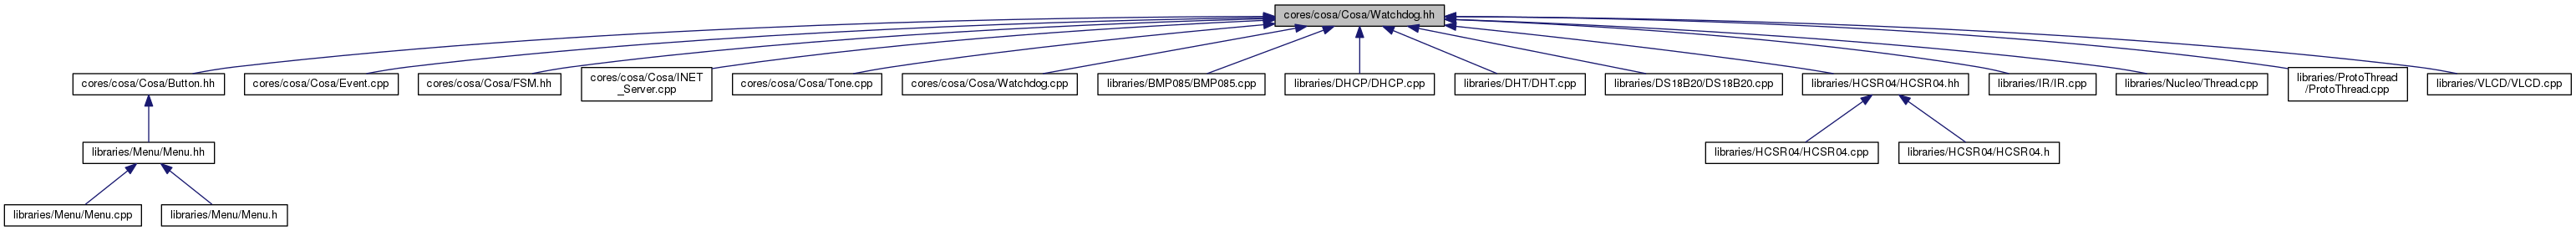 cores/cosa/Cosa/Watchdog.hh
cores/cosa/Cosa/Button.hh
cores/cosa/Cosa/Event.cpp
cores/cosa/Cosa/FSM.hh
cores/cosa/Cosa/INET
_Server.cpp
cores/cosa/Cosa/Tone.cpp
cores/cosa/Cosa/Watchdog.cpp
libraries/BMP085/BMP085.cpp
libraries/DHCP/DHCP.cpp
libraries/DHT/DHT.cpp
libraries/DS18B20/DS18B20.cpp
libraries/HCSR04/HCSR04.hh
libraries/IR/IR.cpp
libraries/Nucleo/Thread.cpp
libraries/ProtoThread
/ProtoThread.cpp
libraries/VLCD/VLCD.cpp
libraries/Menu/Menu.hh
libraries/HCSR04/HCSR04.cpp
libraries/HCSR04/HCSR04.h
libraries/Menu/Menu.cpp
libraries/Menu/Menu.h